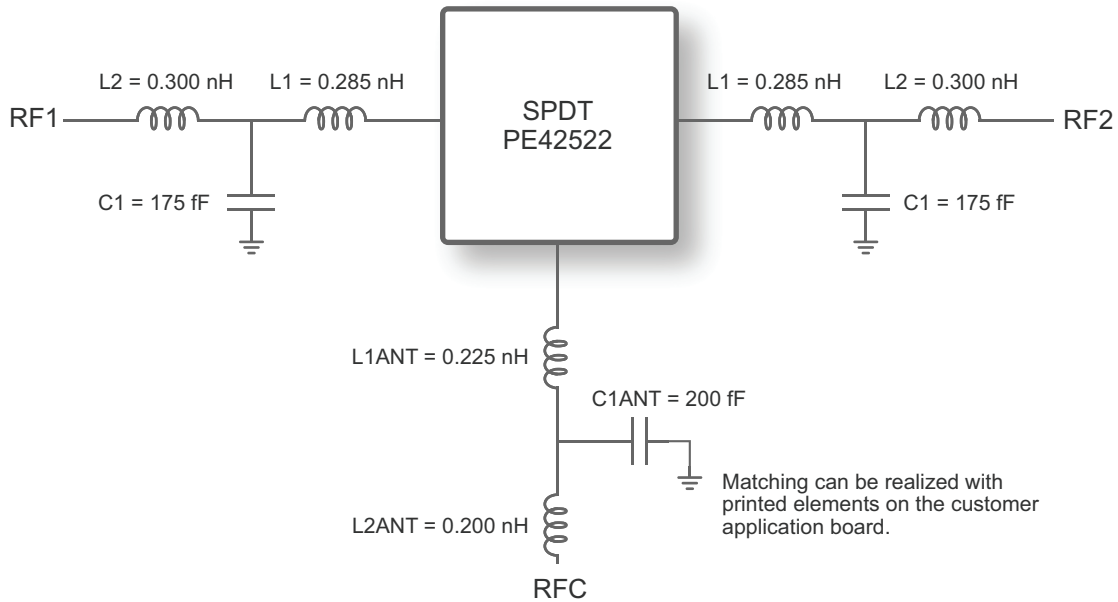 L2 = 0.300 nH
L1 = 0.285 nH
RF1
C1 = 175 fF
SPDT
PE42522
L1 = 0.285 nH
L2 = 0.300 nH
RF2
C1 = 175 fF
L1ANT = 0.225 nH
C1ANT = 200 fF
Matching can be realized with
printed elements on the customer
application board.
L2ANT = 0.200 nH
RFC